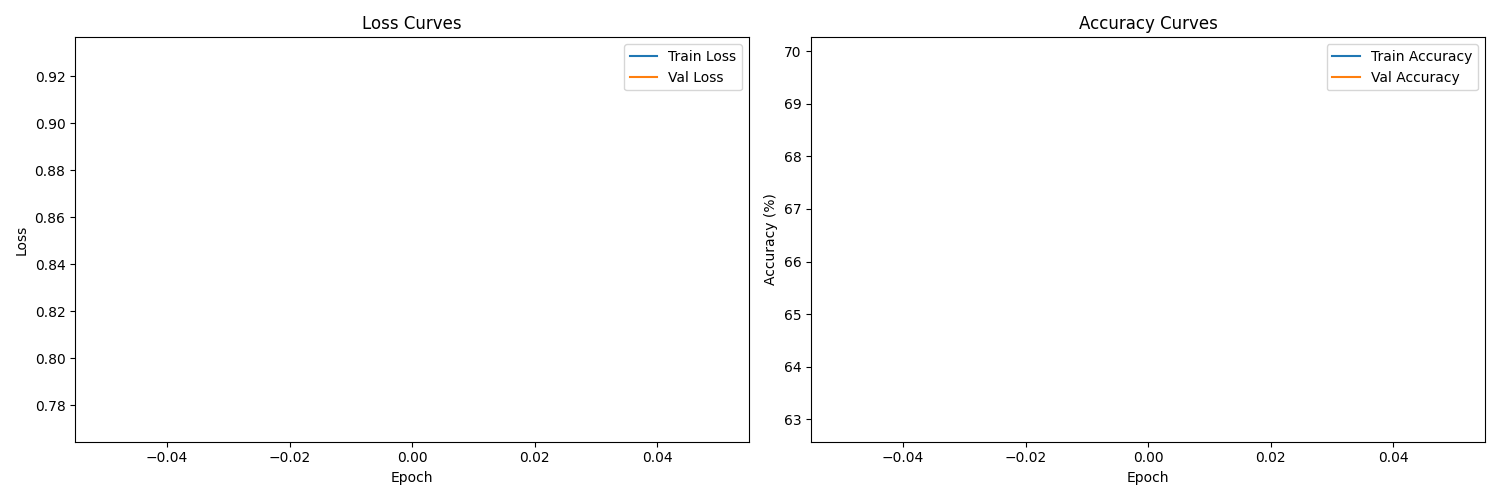 Loss Curves
Train Loss
Val Loss
0.92
0.90
0.88
0.86
0.84
0.82
0.80
0.78
Loss
−0.04 −0.02 0.00 0.02 0.04
Epoch
Accuracy Curves
Train Accuracy
Val Accuracy
70
69
68
67
66
65
64
63
Accuracy (%)
−0.04 −0.02 0.00 0.02 0.04
Epoch